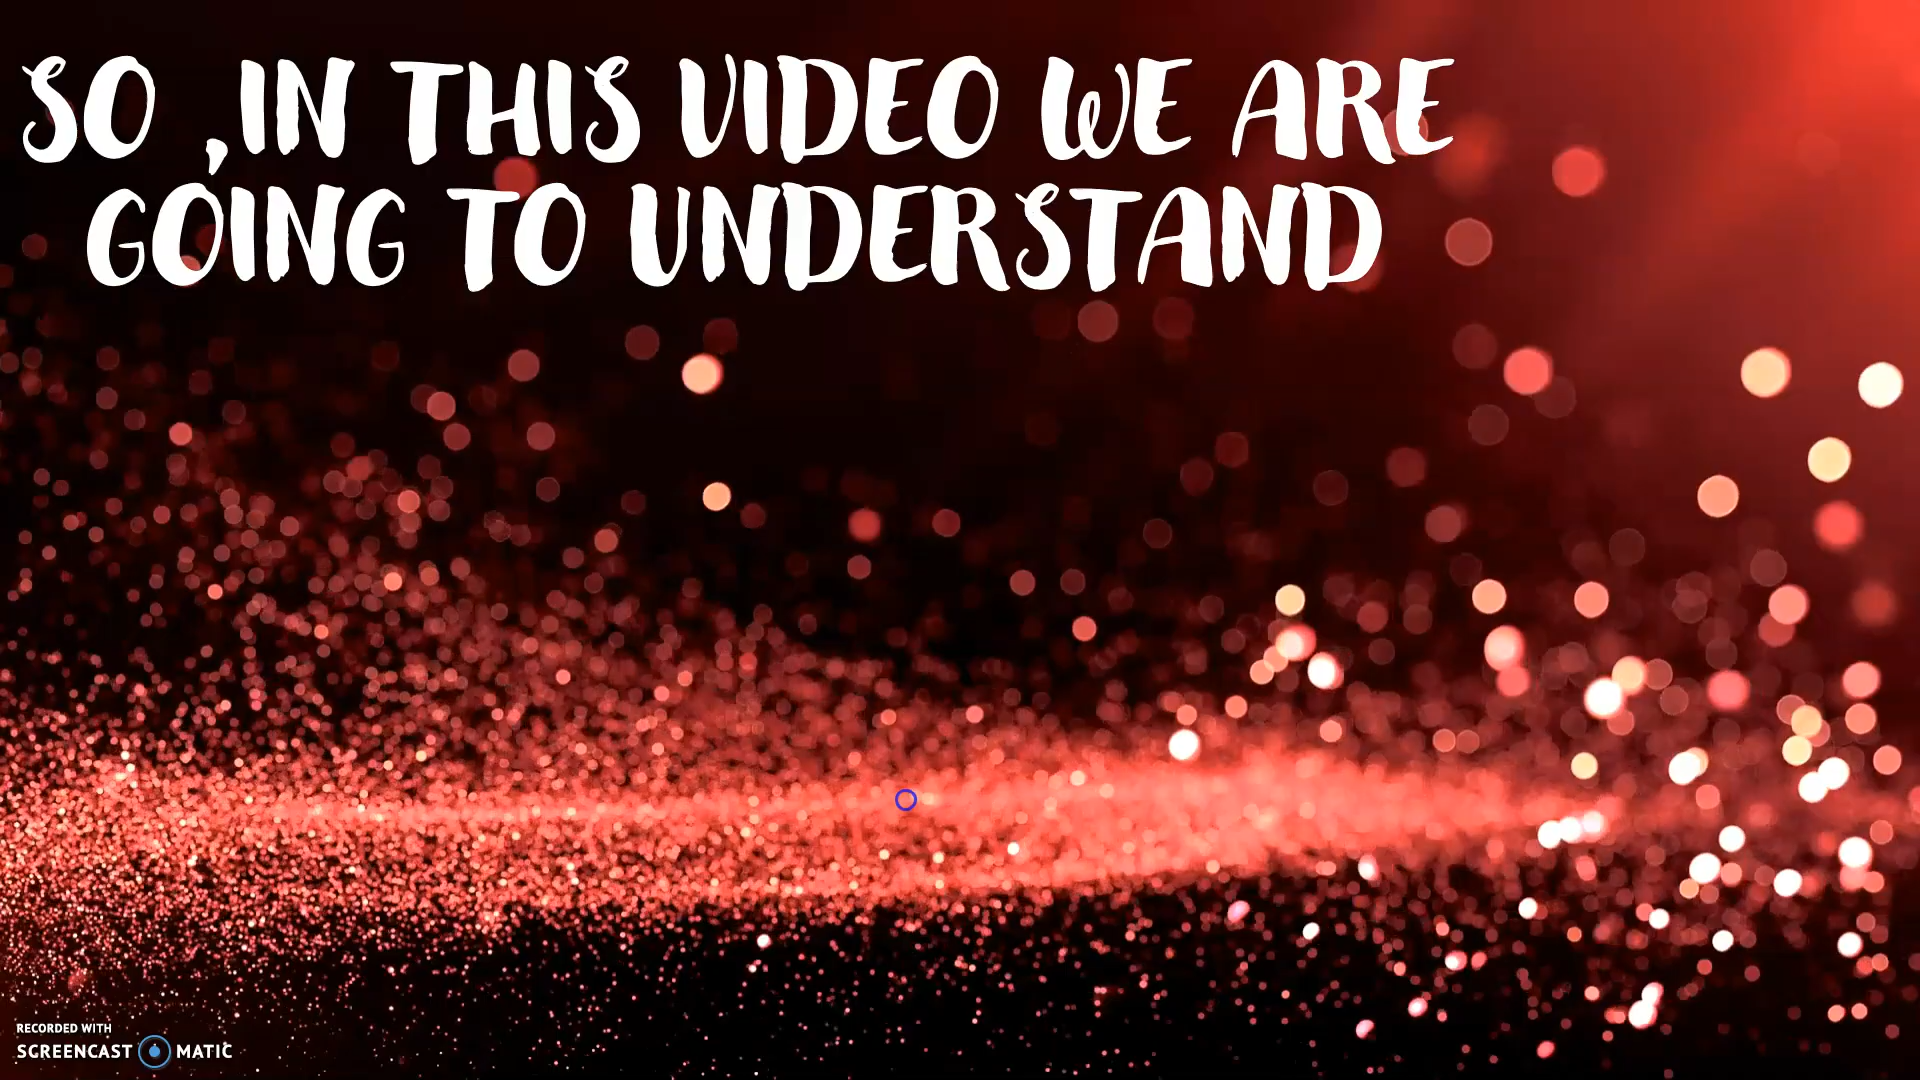 SO ,IN THIS VIDEO WE ARE
GOING TO UNDERSTAND
RECORDED WITH
SCREENCAST MATIC